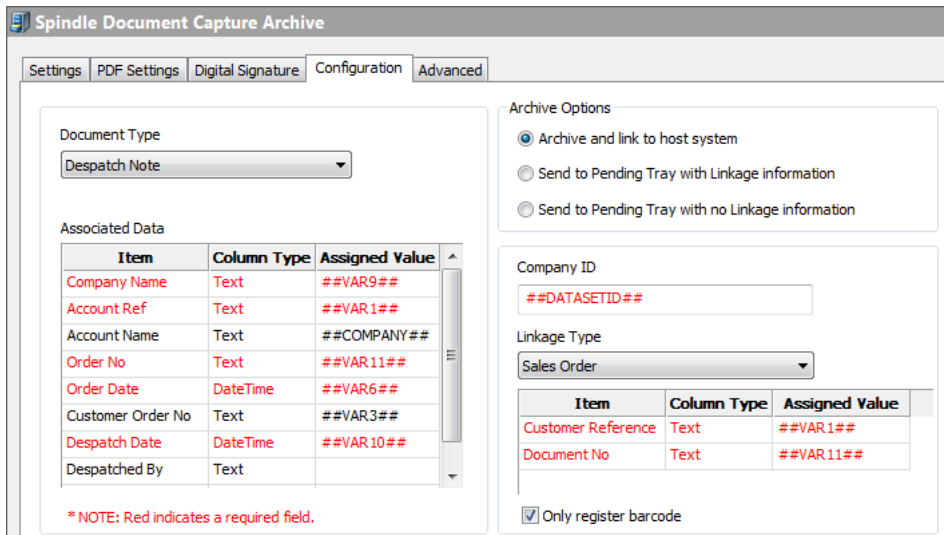 Spindle Document Capture Archive
Settings PDF Settings Digital Signature Configuration Advanced
Document Type
Despatch Note
Associated Data
Item Column Type Assigned Value
Company Name Text ##VAR9##
Account Ref Text ##VAR1##
Account Name Text ##COMPANY##
Order No Text ##VAR11##
Order Date DateTime ##VAR6##
Customer Order No Text ##VAR3##
Despatch Date DateTime ##VAR10##
Despatched By Text
* NOTE: Red indicates a required field.
Archive Options
Archive and link to host system
Send to Pending Tray with Linkage information
Send to Pending Tray with no Linkage information
Company ID
##DATASETID##
Linkage Type
Sales Order
Item Column Type Assigned Value
Customer Reference Text ##VAR1##
Document No Text ##VAR11##
Only register barcode